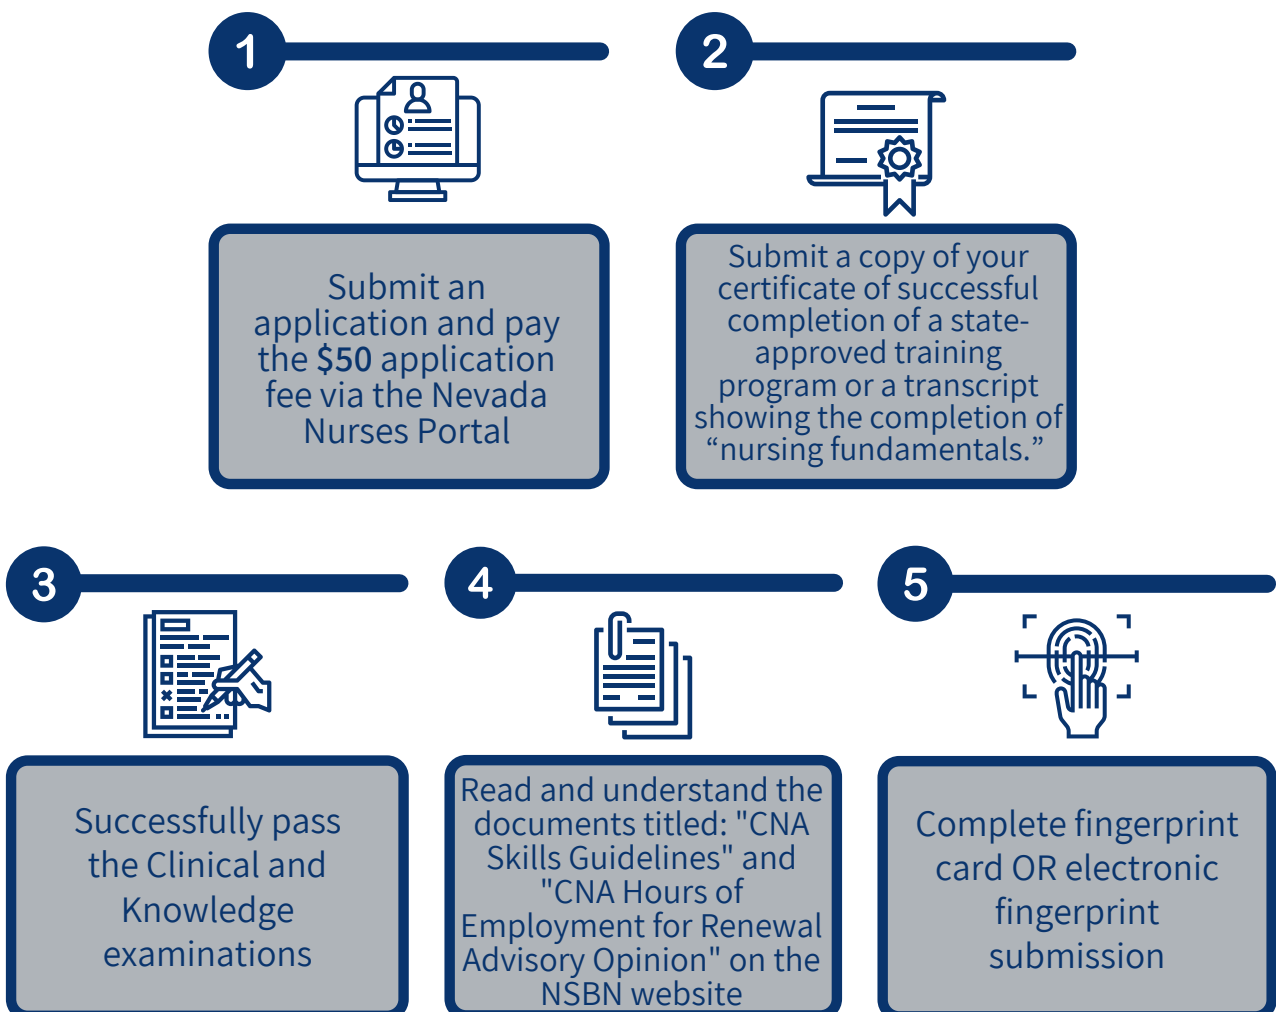 1
Submit an
application and pay
the $50 application
fee via the Nevada
Nurses Portal
2
Submit a copy of your
certificate of successful
completion of a state-
approved training
program or a transcript
showing the completion of
“nursing fundamentals.”
3
Successfully pass
the Clinical and
Knowledge
examinations
4
Read and understand the
documents titled: "CNA
Skills Guidelines" and
"CNA Hours of
Employment for Renewal
Advisory Opinion" on the
NSBN website
5
Complete fingerprint
card OR electronic
fingerprint
submission